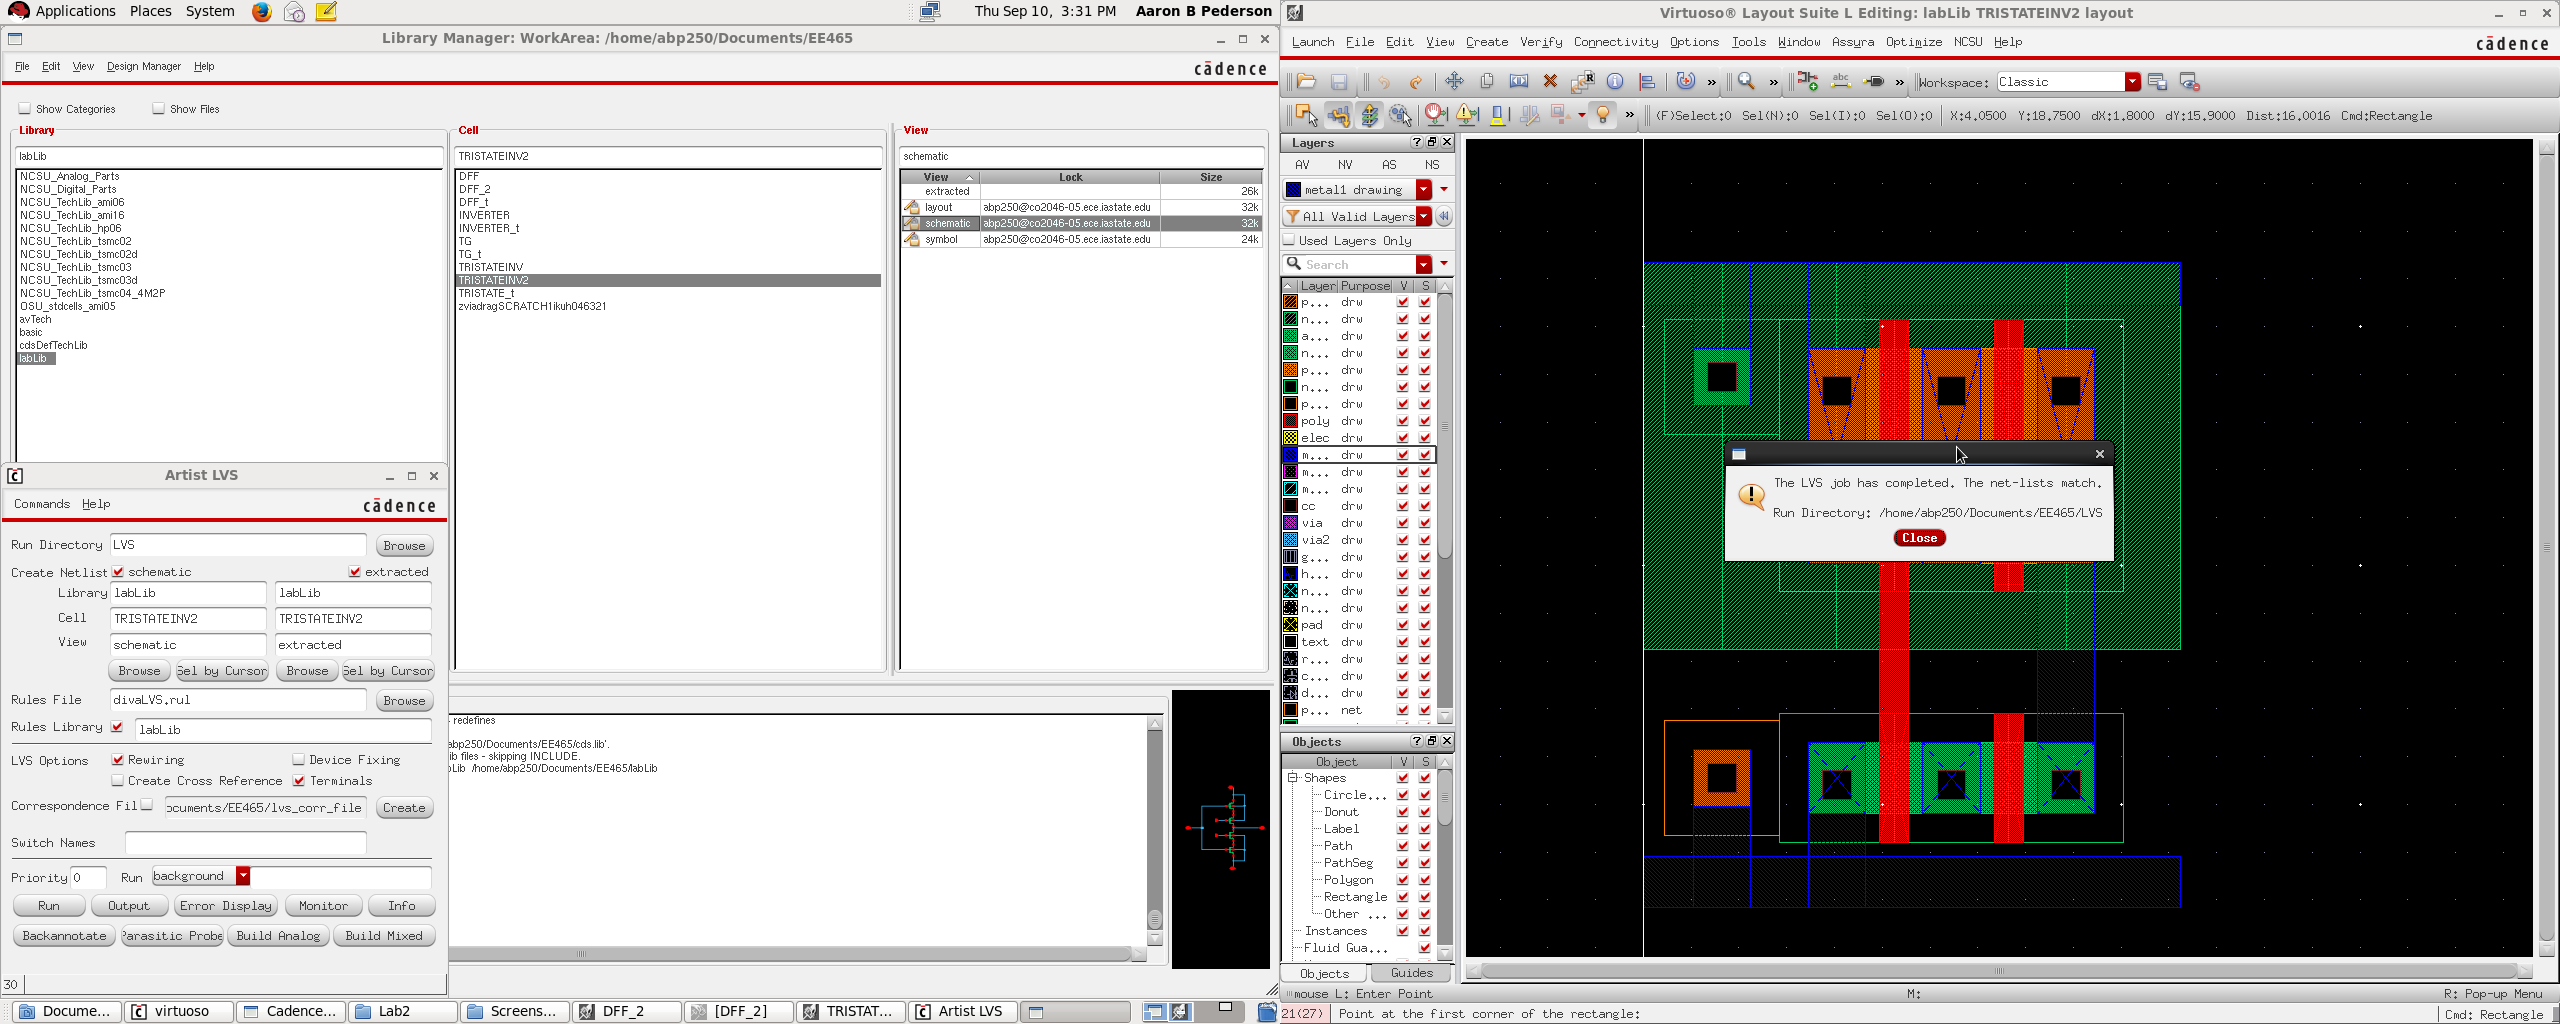 Applications Places System
Thu Sep 10, 3:31 PM Aaron B Pederson
Library Manager: WorkArea: /home/abp250/Documents/EE465
File Edit View Design Manager Help
cādence
Show Categories Show Files
Library
labLib
NCSU_Analog_Parts
NCSU_Digital_Parts
NCSU_TechLib_ami06
NCSU_TechLib_ami16
NCSU_TechLib_hp06
NCSU_TechLib_tsmc02
NCSU_TechLib_tsmc02d
NCSU_TechLib_tsmc03
NCSU_TechLib_tsmc03d
NCSU_TechLib_tsmc04_4M2P
OSU_stdcells_ami05
avTech
basic
cdsDefTechLib
labLib
Cell
TRISTATEINV2
DFF
DFF_2
DFF_t
INVERTER
INVERTER_t
TG
TG_t
TRISTATEINV
TRISTATEINV2
TRISTATE_t
zviadragSCRATCH1ikuh046321
View
schematic
View Lock Size
extracted 26k
layout abp250@co2046-05.ece.iastate.edu 32k
schematic abp250@co2046-05.ece.iastate.edu 32k
symbol abp250@co2046-05.ece.iastate.edu 24k
redefines
abp250/Documents/EE465/cds.lib'.
ib files - skipping INCLUDE.
bLib /home/abp250/Documents/EE465/labLib
Artist LVS
Commands Help
cādence
Run Directory LVS Browse
Create Netlist schematic extracted
Library labLib labLib
Cell TRISTATEINV2 TRISTATEINV2
View schematic extracted
Browse Sel by Cursor Browse Sel by Cursor
Rules File divaLVS.rul Browse
Rules Library labLib
LVS Options Rewiring Device Fixing
Create Cross Reference Terminals
Correspondence Fil ocuments/EE465/lvs_corr_file Create
Switch Names
Priority 0 Run background
Run Output Error Display Monitor Info
Backannotate Parasitic Probe Build Analog Build Mixed
30
Docume... virtuoso Cadence... Lab2 Screens... DFF_2 [DFF_2] TRISTAT... Artist LVS
Virtuoso® Layout Suite L Editing: labLib TRISTATEINV2 layout
Launch File Edit View Create Verify Connectivity Options Tools Window Assura Optimize NCSU Help
cādence
Workspace: Classic
(F)Select:0 Sel(N):0 Sel(I):0 Sel(O):0 X:4.0500 Y:18.7500 dX:1.8000 dY:15.9000 Dist:16.0016 Cmd:Rectangle
Layers
AV NV AS NS
metal1 drawing
All Valid Layers
Used Layers Only
Search
Layer Purpose V S
p... drw
n... drw
a... drw
n... drw
p... drw
n... drw
p... drw
poly drw
elec drw
m... drw
m... drw
m... drw
cc drw
via drw
via2 drw
g... drw
h... drw
n... drw
n... drw
pad drw
text drw
r... drw
c... drw
d... drw
p... net
Objects
Object V S
Shapes
Circle...
Donut
Label
Path
PathSeg
Polygon
Rectangle
Other ...
Instances
Fluid Gua...
Objects Guides
The LVS job has completed. The net-lists match.
Run Directory: /home/abp250/Documents/EE465/LVS
Close
mouse L: Enter Point M: R: Pop-up Menu
21(27) Point at the first corner of the rectangle: Cmd: Rectangle